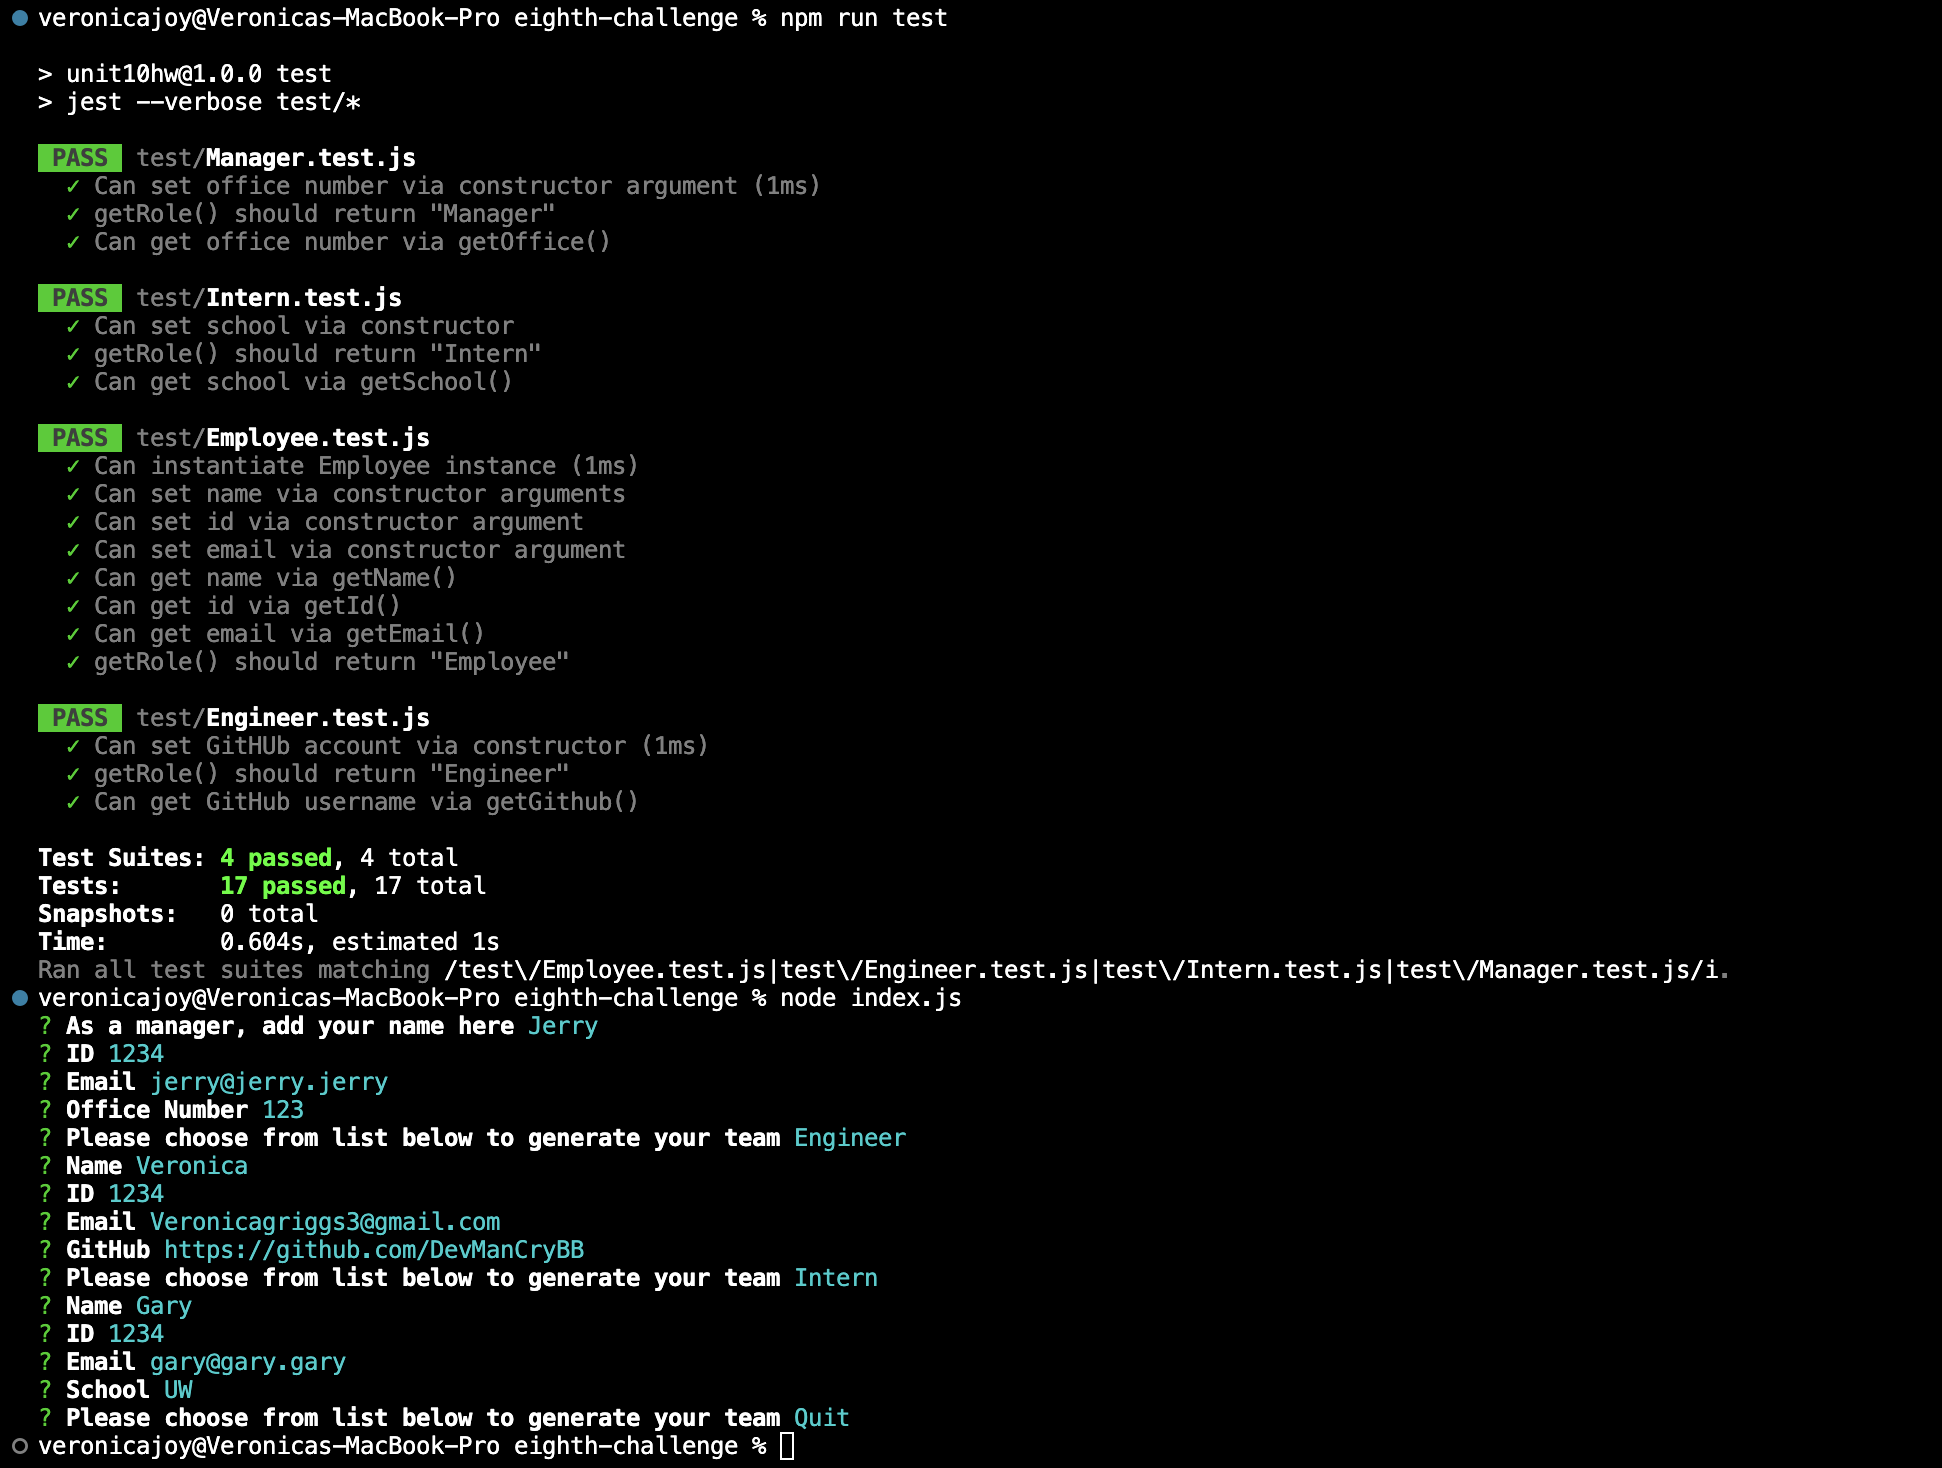 veronicajoy@Veronicas-MacBook-Pro eighth-challenge % npm run test
> unit10hw@1.0.0 test
> jest --verbose test/*
PASS test/Manager.test.js
✓ Can set office number via constructor argument (1ms)
✓ getRole() should return "Manager"
✓ Can get office number via getOffice()
PASS test/Intern.test.js
✓ Can set school via constructor
✓ getRole() should return "Intern"
✓ Can get school via getSchool()
PASS test/Employee.test.js
✓ Can instantiate Employee instance (1ms)
✓ Can set name via constructor arguments
✓ Can set id via constructor argument
✓ Can set email via constructor argument
✓ Can get name via getName()
✓ Can get id via getId()
✓ Can get email via getEmail()
✓ getRole() should return "Employee"
PASS test/Engineer.test.js
✓ Can set GitHUb account via constructor (1ms)
✓ getRole() should return "Engineer"
✓ Can get GitHub username via getGithub()
Test Suites: 4 passed, 4 total
Tests: 17 passed, 17 total
Snapshots: 0 total
Time: 0.604s, estimated 1s
Ran all test suites matching /test\/Employee.test.js|test\/Engineer.test.js|test\/Intern.test.js|test\/Manager.test.js/i.
veronicajoy@Veronicas-MacBook-Pro eighth-challenge % node index.js
? As a manager, add your name here Jerry
? ID 1234
? Email jerry@jerry.jerry
? Office Number 123
? Please choose from list below to generate your team Engineer
? Name Veronica
? ID 1234
? Email Veronicagriggs3@gmail.com
? GitHub https://github.com/DevManCryBB
? Please choose from list below to generate your team Intern
? Name Gary
? ID 1234
? Email gary@gary.gary
? School UW
? Please choose from list below to generate your team Quit
veronicajoy@Veronicas-MacBook-Pro eighth-challenge %